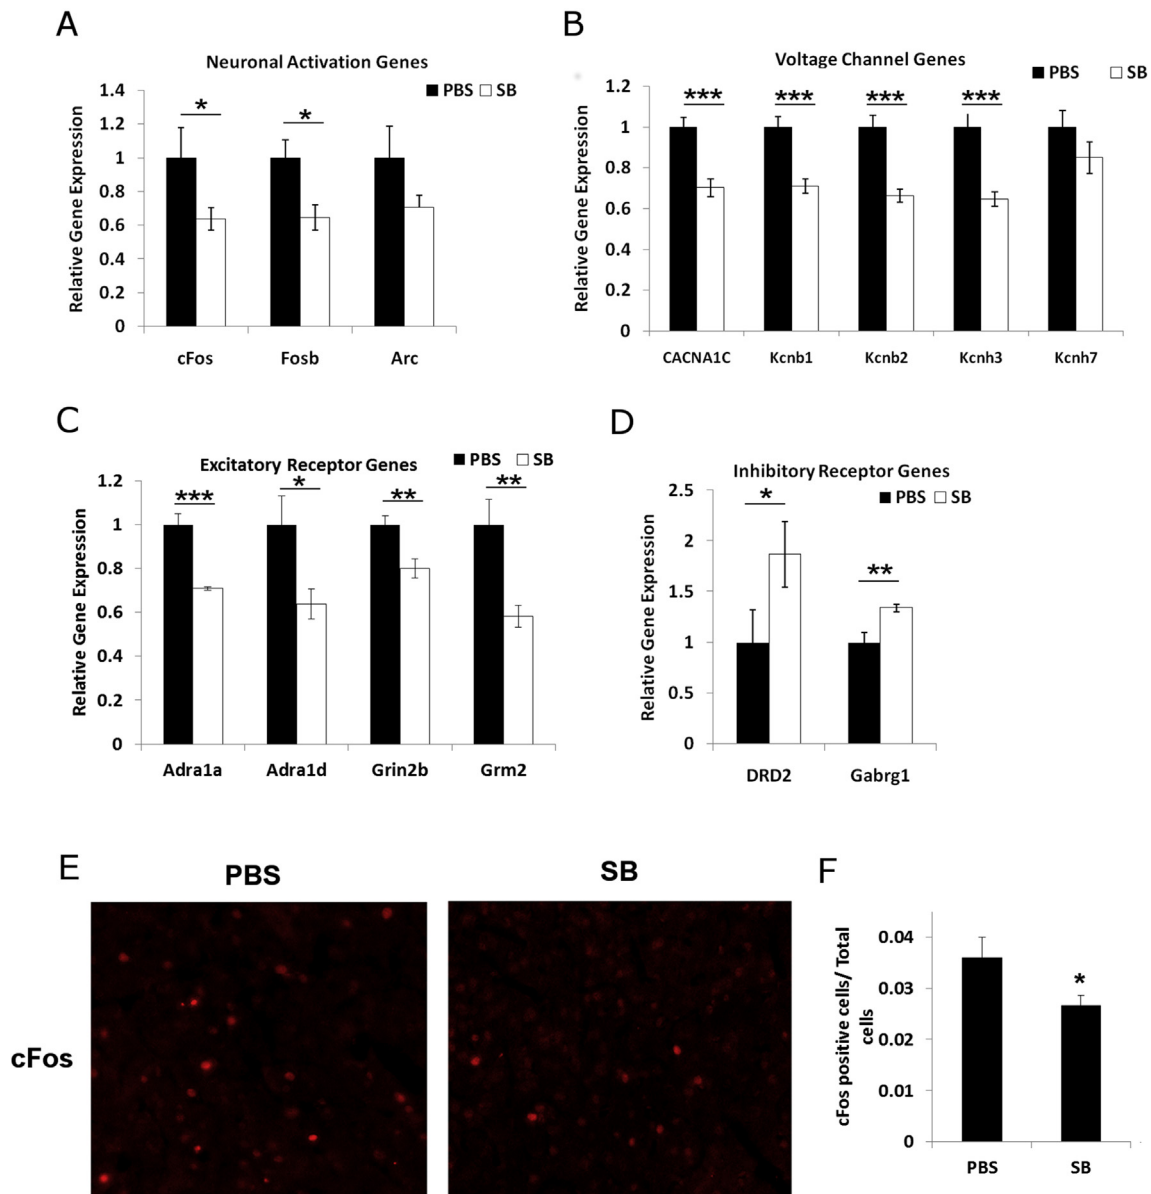 A
Neuronal Activation Genes
PBS SB
Relative Gene Expression
1.4
1.2
1
0.8
0.6
0.4
0.2
0
*
*
cFos Fosb Arc
B
Voltage Channel Genes
PBS SB
Relative Gene Expression
1.2
1
0.8
0.6
0.4
0.2
0
*** *** *** ***
CACNA1C Kcnb1 Kcnb2 Kcnh3 Kcnh7
C
Excitatory Receptor Genes
PBS SB
Relative Gene Expression
1.2
1
0.8
0.6
0.4
0.2
0
*** * ** **
Adra1a Adra1d Grin2b Grm2
D
Inhibitory Receptor Genes
PBS SB
Relative Gene Expression
2.5
2
1.5
1
0.5
0
*
**
DRD2 Gabrg1
E
PBS SB
cFos
F
cFos positive cells/ Total
cells
0.04
0.03
0.02
0.01
0
*
PBS SB